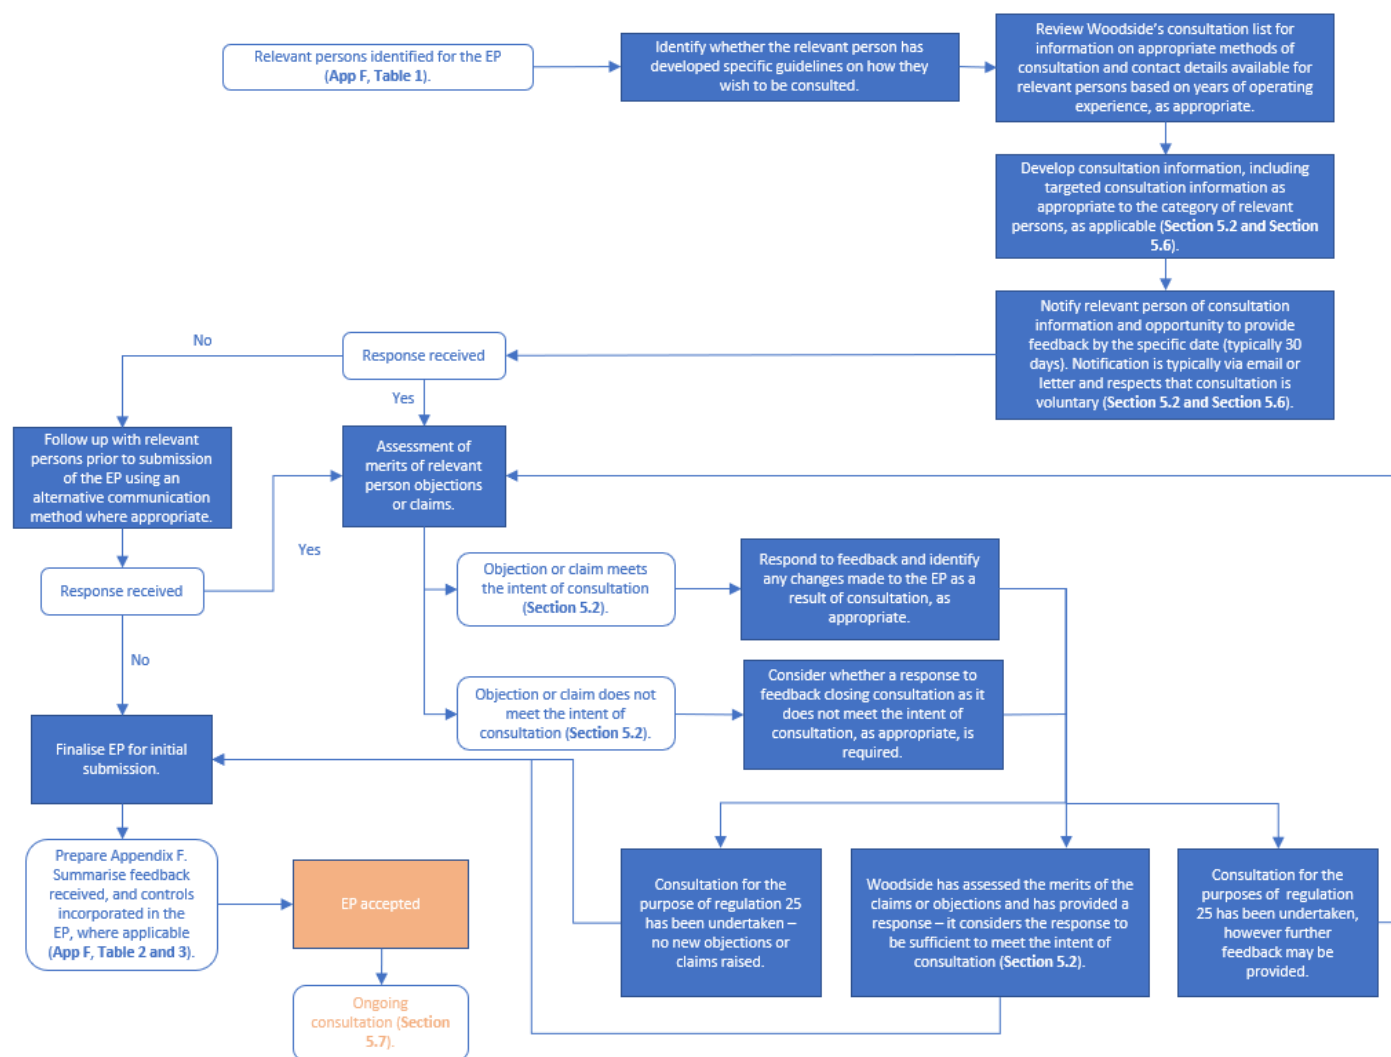 Relevant persons identified for the EP
(App F, Table 1).
Identify whether the relevant person has
developed specific guidelines on how they
wish to be consulted.
Review Woodside's consultation list for
information on appropriate methods of
consultation and contact details available for
relevant persons based on years of operating
experience, as appropriate.
Develop consultation information, including
targeted consultation information as
appropriate to the category of relevant
persons, as applicable (Section 5.2 and Section
5.6).
Notify relevant person of consultation
information and opportunity to provide
feedback by the specific date (typically 30
days). Notification is typically via email or
letter and respects that consultation is
voluntary (Section 5.2 and Section 5.6).
Response received
No
Yes
Follow up with relevant
persons prior to submission
of the EP using an
alternative communication
method where appropriate.
Assessment of
merits of relevant
person objections
or claims.
Response received
Yes
No
Objection or claim meets
the intent of consultation
(Section 5.2).
Respond to feedback and identify
any changes made to the EP as a
result of consultation, as
appropriate.
Objection or claim does not
meet the intent of
consultation (Section 5.2).
Consider whether a response to
feedback closing consultation as it
does not meet the intent of
consultation, as appropriate, is
required.
Finalise EP for initial
submission.
Prepare Appendix F.
Summarise feedback
received, and controls
incorporated in the
EP, where applicable
(App F, Table 2 and 3).
EP accepted
Ongoing
consultation (Section
5.7).
Consultation for the
purpose of regulation 25
has been undertaken –
no new objections or
claims raised.
Woodside has assessed the merits of the
claims or objections and has provided a
response – it considers the response to
be sufficient to meet the intent of
consultation (Section 5.2).
Consultation for the
purposes of regulation
25 has been undertaken,
however further
feedback may be
provided.